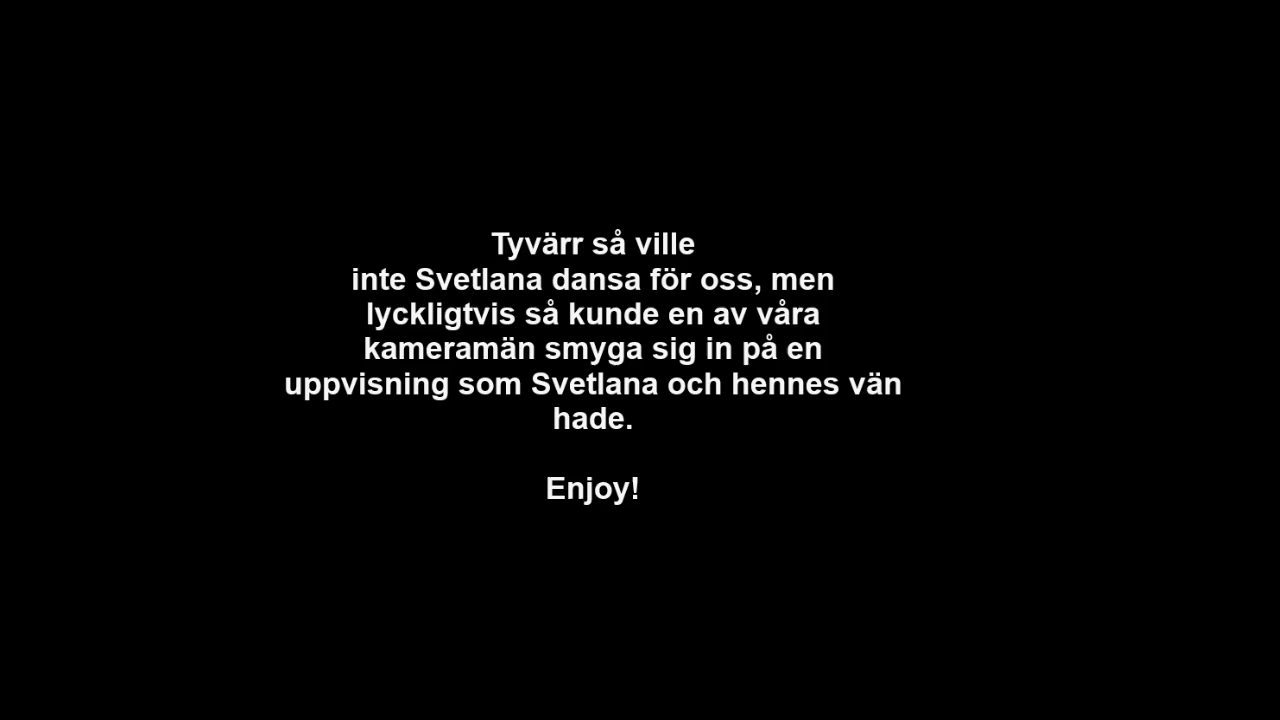 Tyvärr så ville
inte Svetlana dansa för oss, men
lyckligtvis så kunde en av våra
kameramän smyga sig in på en
uppvisning som Svetlana och hennes vän
hade.
Enjoy!